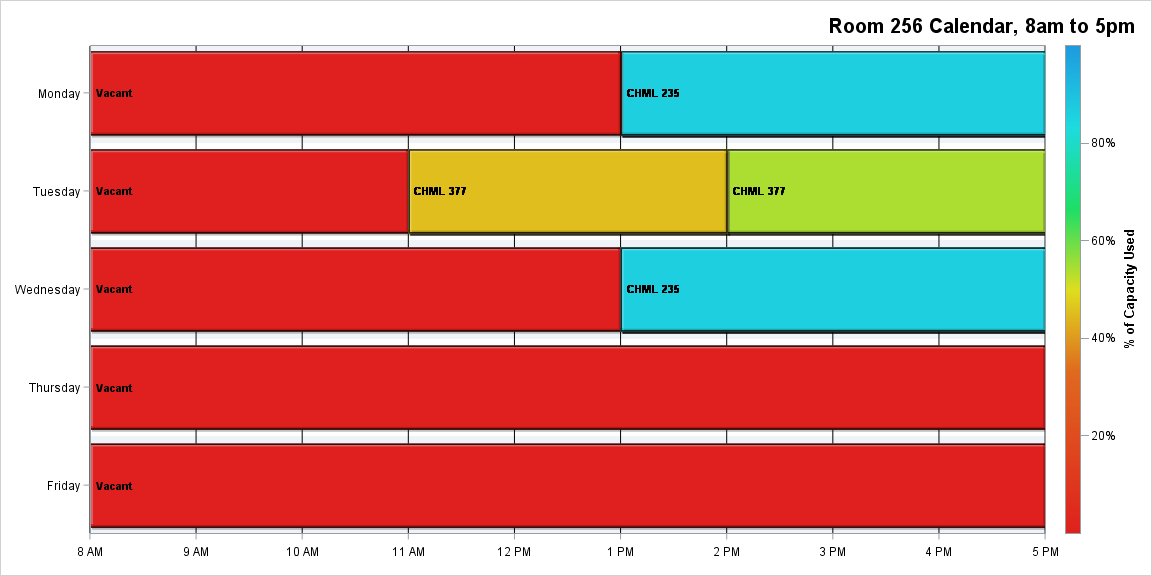 Room 256 Calendar, 8am to 5pm
Monday
Vacant
CHML 235
Tuesday
Vacant
CHML 377
CHML 377
Wednesday
Vacant
CHML 235
Thursday
Vacant
Friday
Vacant
8 AM
9 AM
10 AM
11 AM
12 PM
1 PM
2 PM
3 PM
4 PM
5 PM
80%
60%
40%
20%
% of Capacity Used